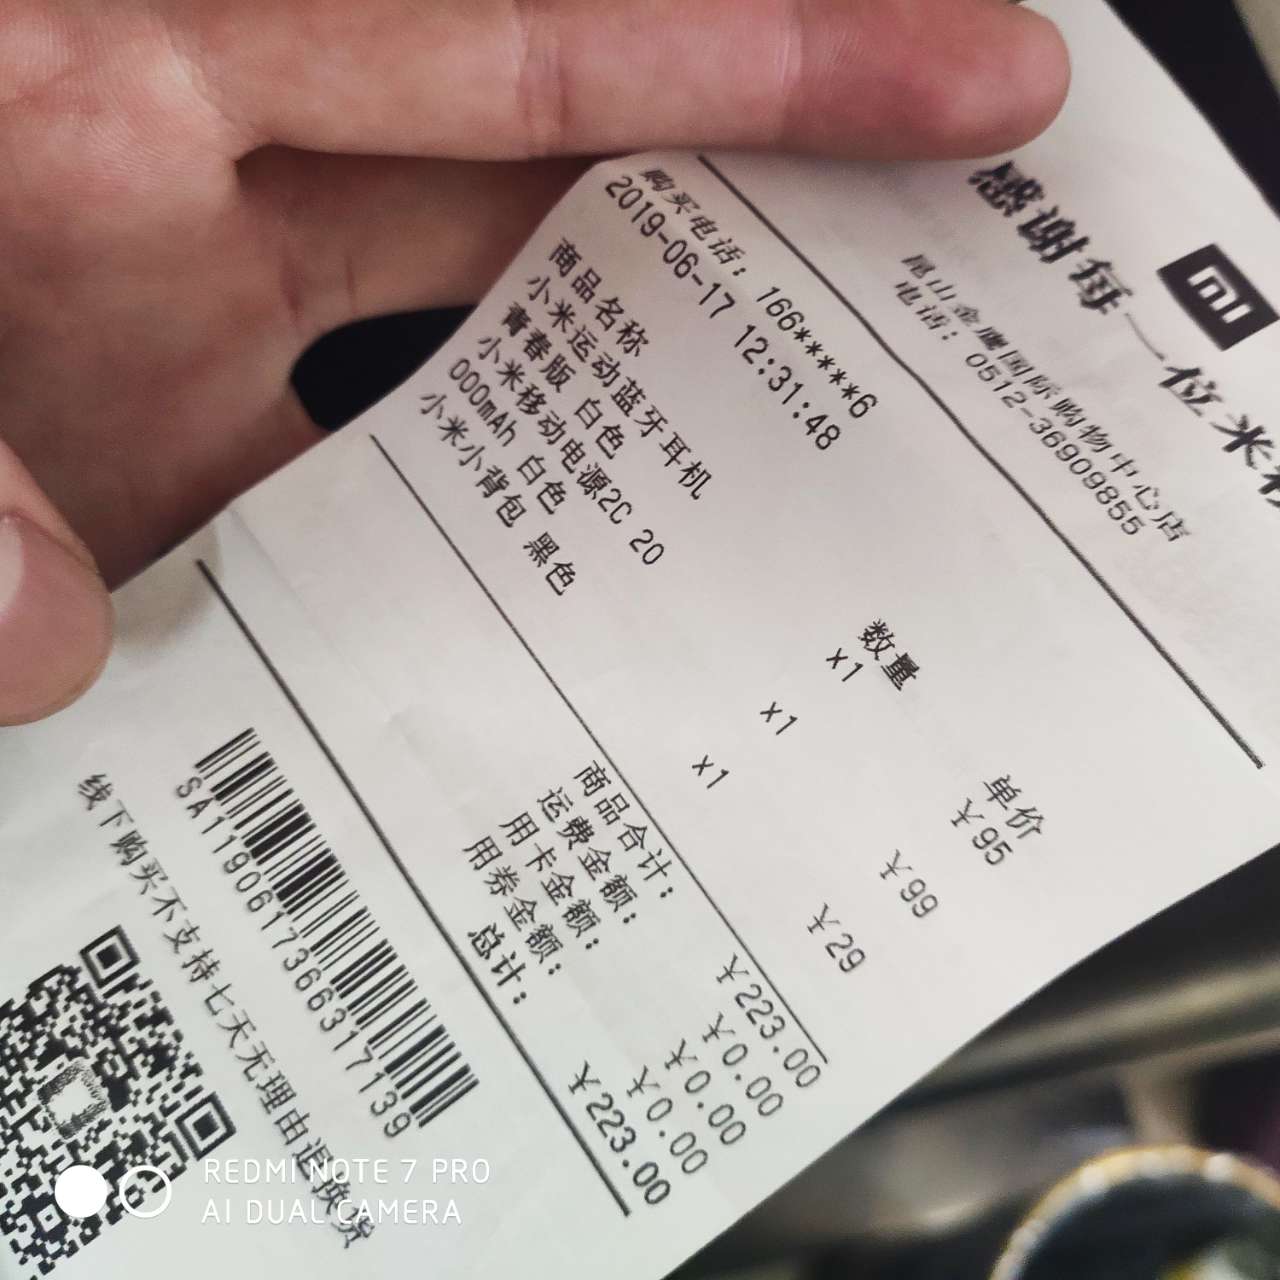 感谢每一位米
昆山金鹰国际购物中心店
电话：0512-36909855
购买电话：166*****6
2019-06-17 12:31:48
商品名称 数量 单价
小米运动蓝牙耳机 x1 ¥95
青春版 白色
小米移动电源2C 20 x1 ¥99
000mAh 白色
小米小背包 黑色 x1 ¥29
商品合计： ¥223.00
运费金额： ¥0.00
用卡金额： ¥0.00
用券金额： ¥0.00
总计： ¥223.00
SA1190617366317139
线下购买不支持七天无理由退换货
REDMI NOTE 7 PRO
AI DUAL CAMERA